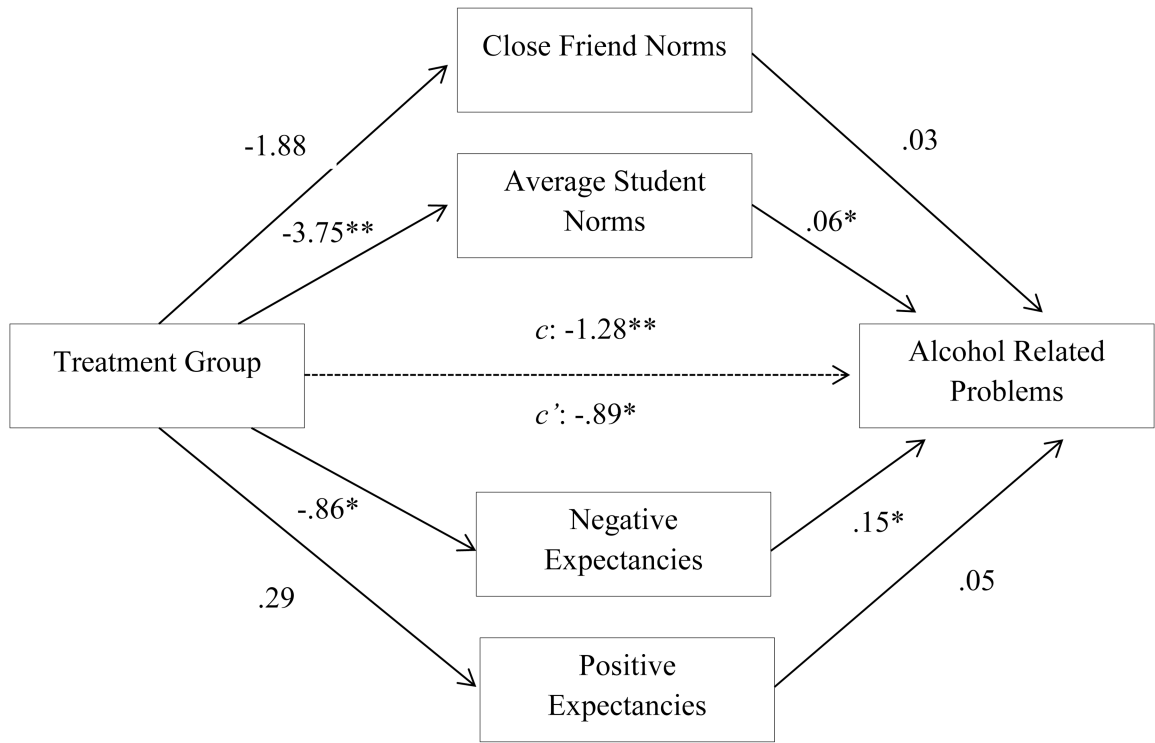 Close Friend Norms
-1.88
.03
Average Student
Norms
-3.75**
.06*
c: -1.28**
Treatment Group
Alcohol Related
Problems
c’: -.89*
-.86*
Negative
Expectancies
.15*
.29
.05
Positive
Expectancies